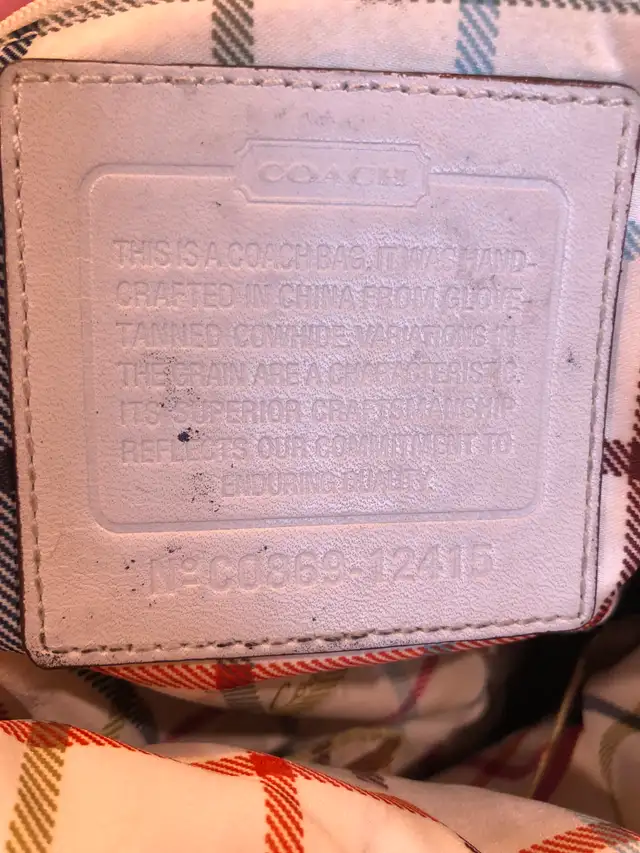 COACH
THIS IS A COACH BAG. IT WAS HAND-
CRAFTED IN CHINA FROM GLOVE-
TANNED COWHIDE VARIATIONS IN
THE GRAIN ARE A CHARACTERISTIC
ITS SUPERIOR CRAFTSMANSHIP
REFLECTS OUR COMMITMENT TO
ENDURING QUALITY.
Nº C0869-12415